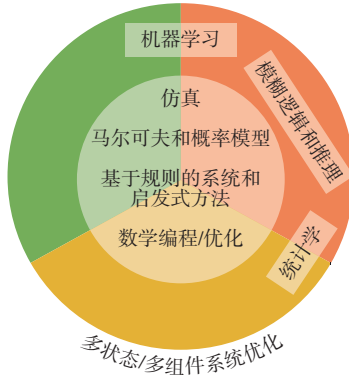 机器学习
模糊逻辑和推理
仿真
马尔可夫和概率模型
基于规则的系统和
启发式方法
数学编程/优化
统计学
多状态/多组件系统优化